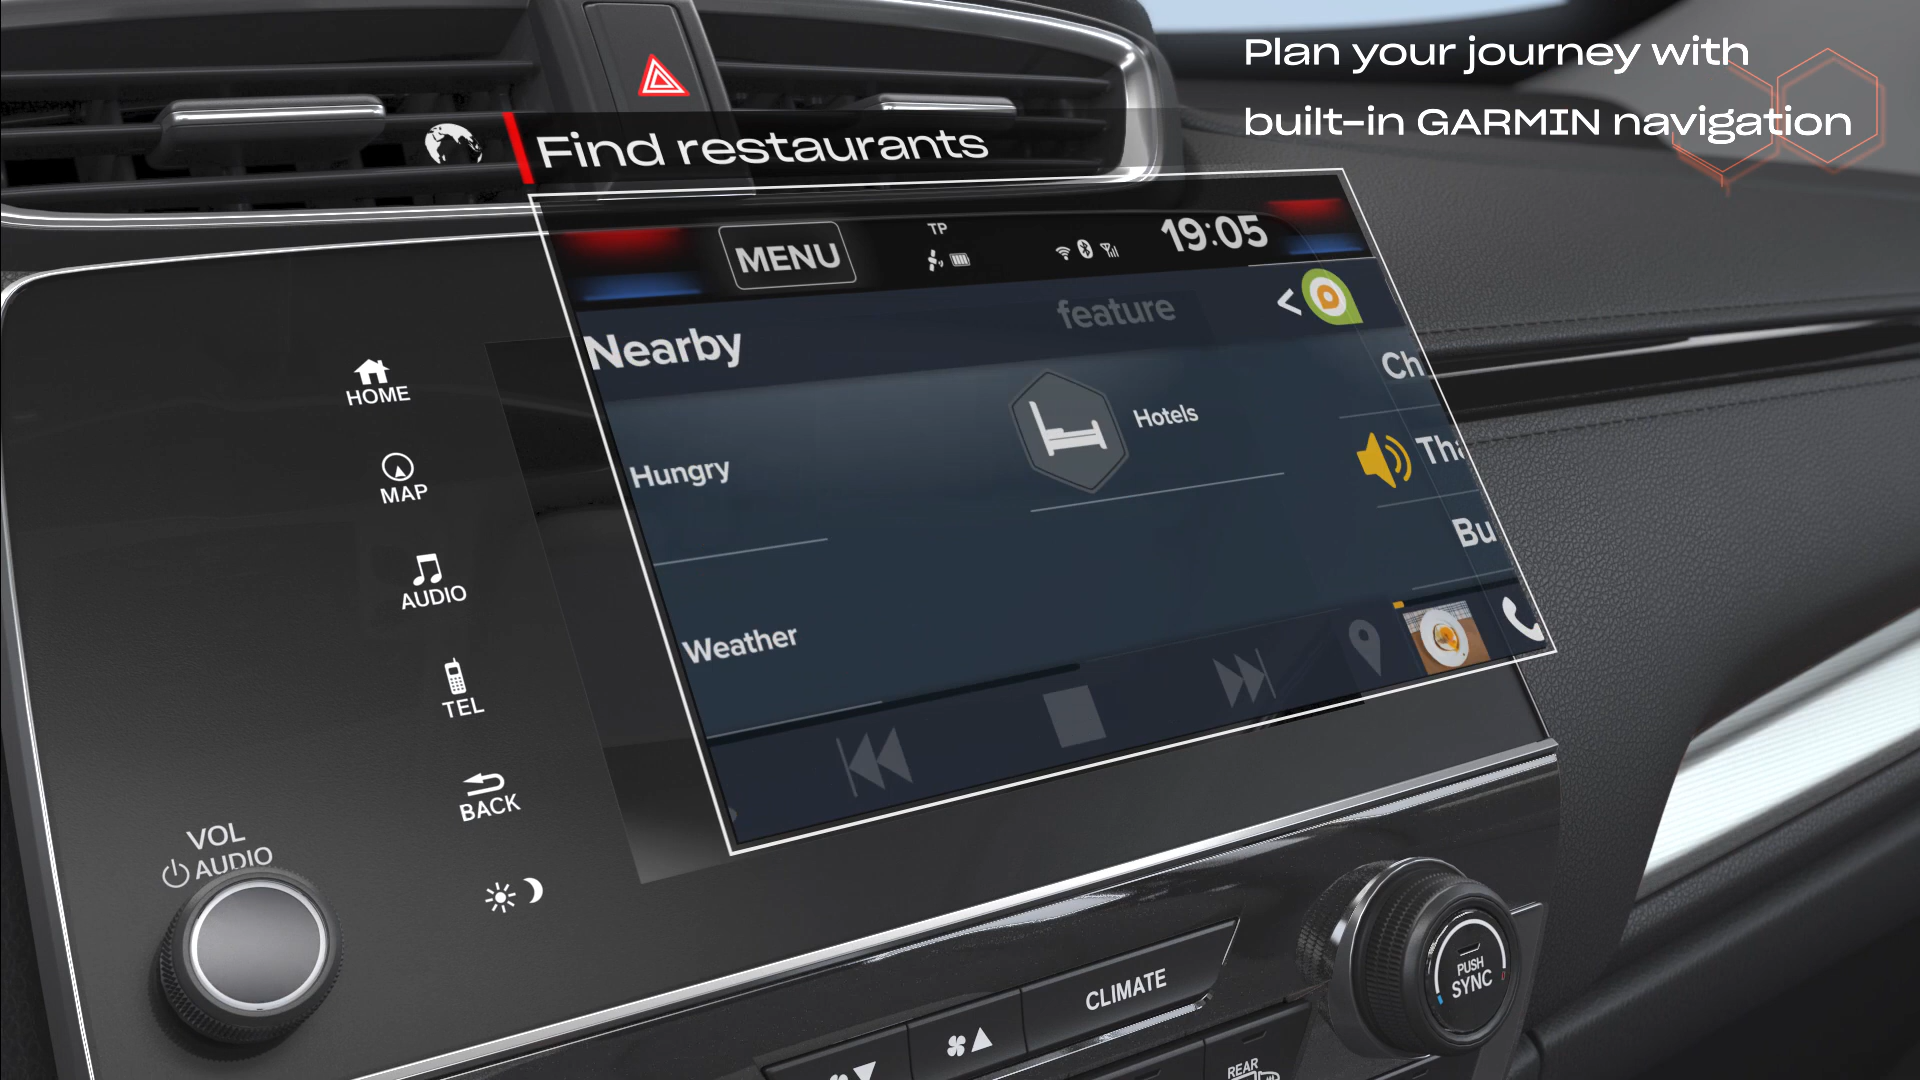 Plan your journey with
built-in GARMIN navigation
Find restaurants
MENU
TP
19:05
feature
Nearby
Hotels
Hungry
Weather
HOME
MAP
AUDIO
TEL
BACK
VOL
AUDIO
CLIMATE
PUSH
SYNC
REAR